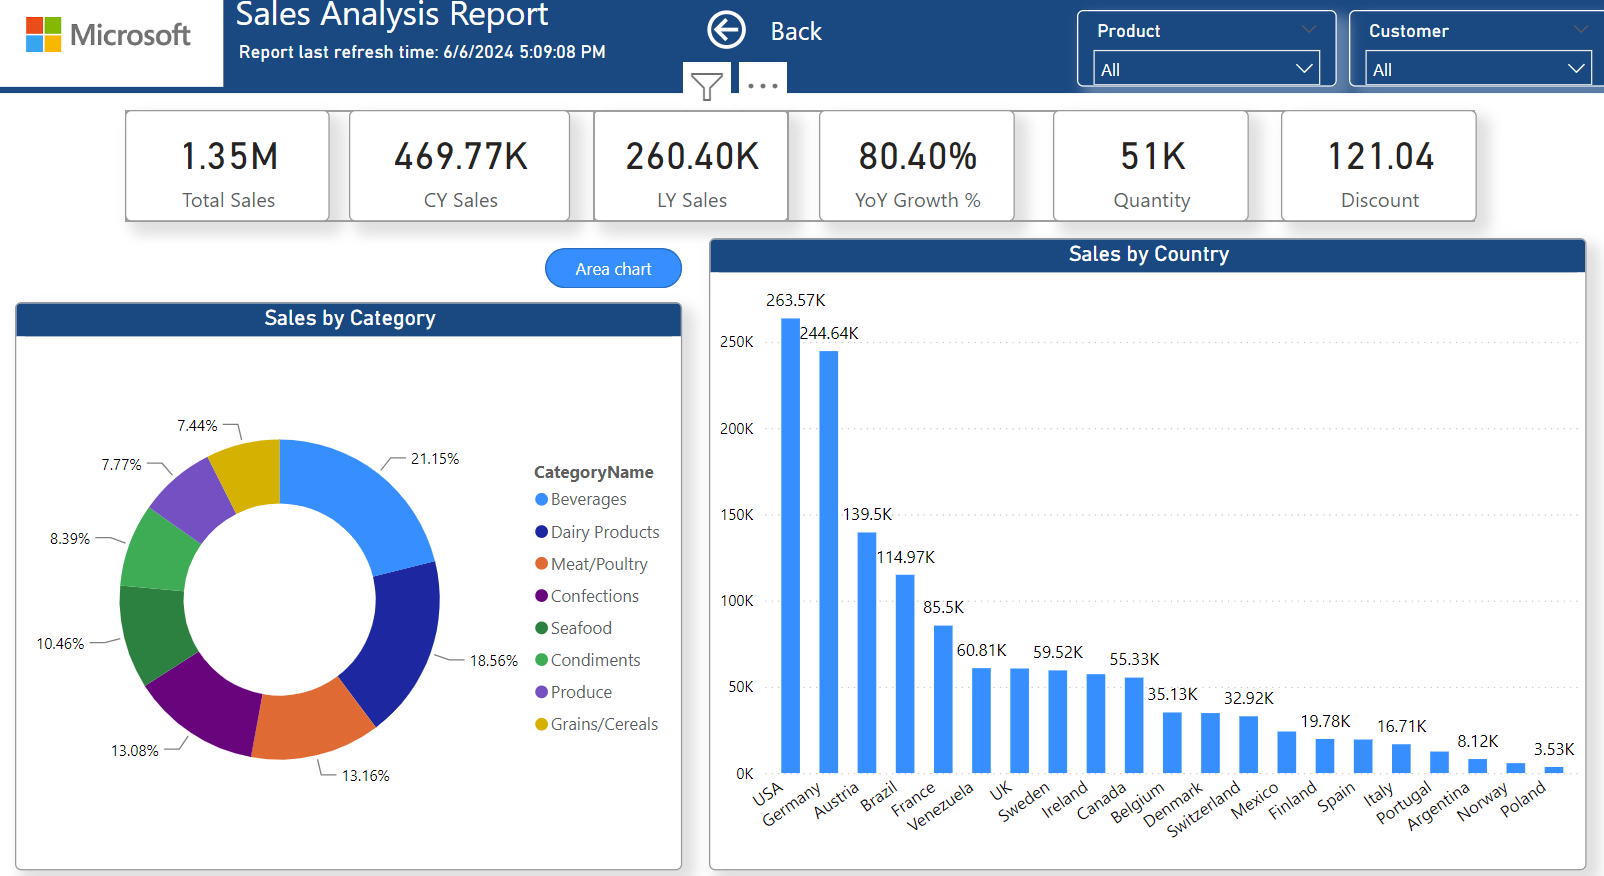 Microsoft
Sales Analysis Report
Report last refresh time: 6/6/2024 5:09:08 PM
Back
Product
All
Customer
All
1.35M
Total Sales
469.77K
CY Sales
260.40K
LY Sales
80.40%
YoY Growth %
51K
Quantity
121.04
Discount
Area chart
Sales by Category
7.44%
7.77%
8.39%
10.46%
13.08%
13.16%
18.56%
21.15%
CategoryName
Beverages
Dairy Products
Meat/Poultry
Confections
Seafood
Condiments
Produce
Grains/Cereals
Sales by Country
250K
200K
150K
100K
50K
0K
263.57K
244.64K
139.5K
114.97K
85.5K
60.81K
59.52K
55.33K
35.13K
32.92K
19.78K
16.71K
8.12K
3.53K
USA
Germany
Austria
Brazil
France
Venezuela
UK
Sweden
Ireland
Canada
Belgium
Denmark
Switzerland
Mexico
Finland
Spain
Italy
Portugal
Argentina
Norway
Poland